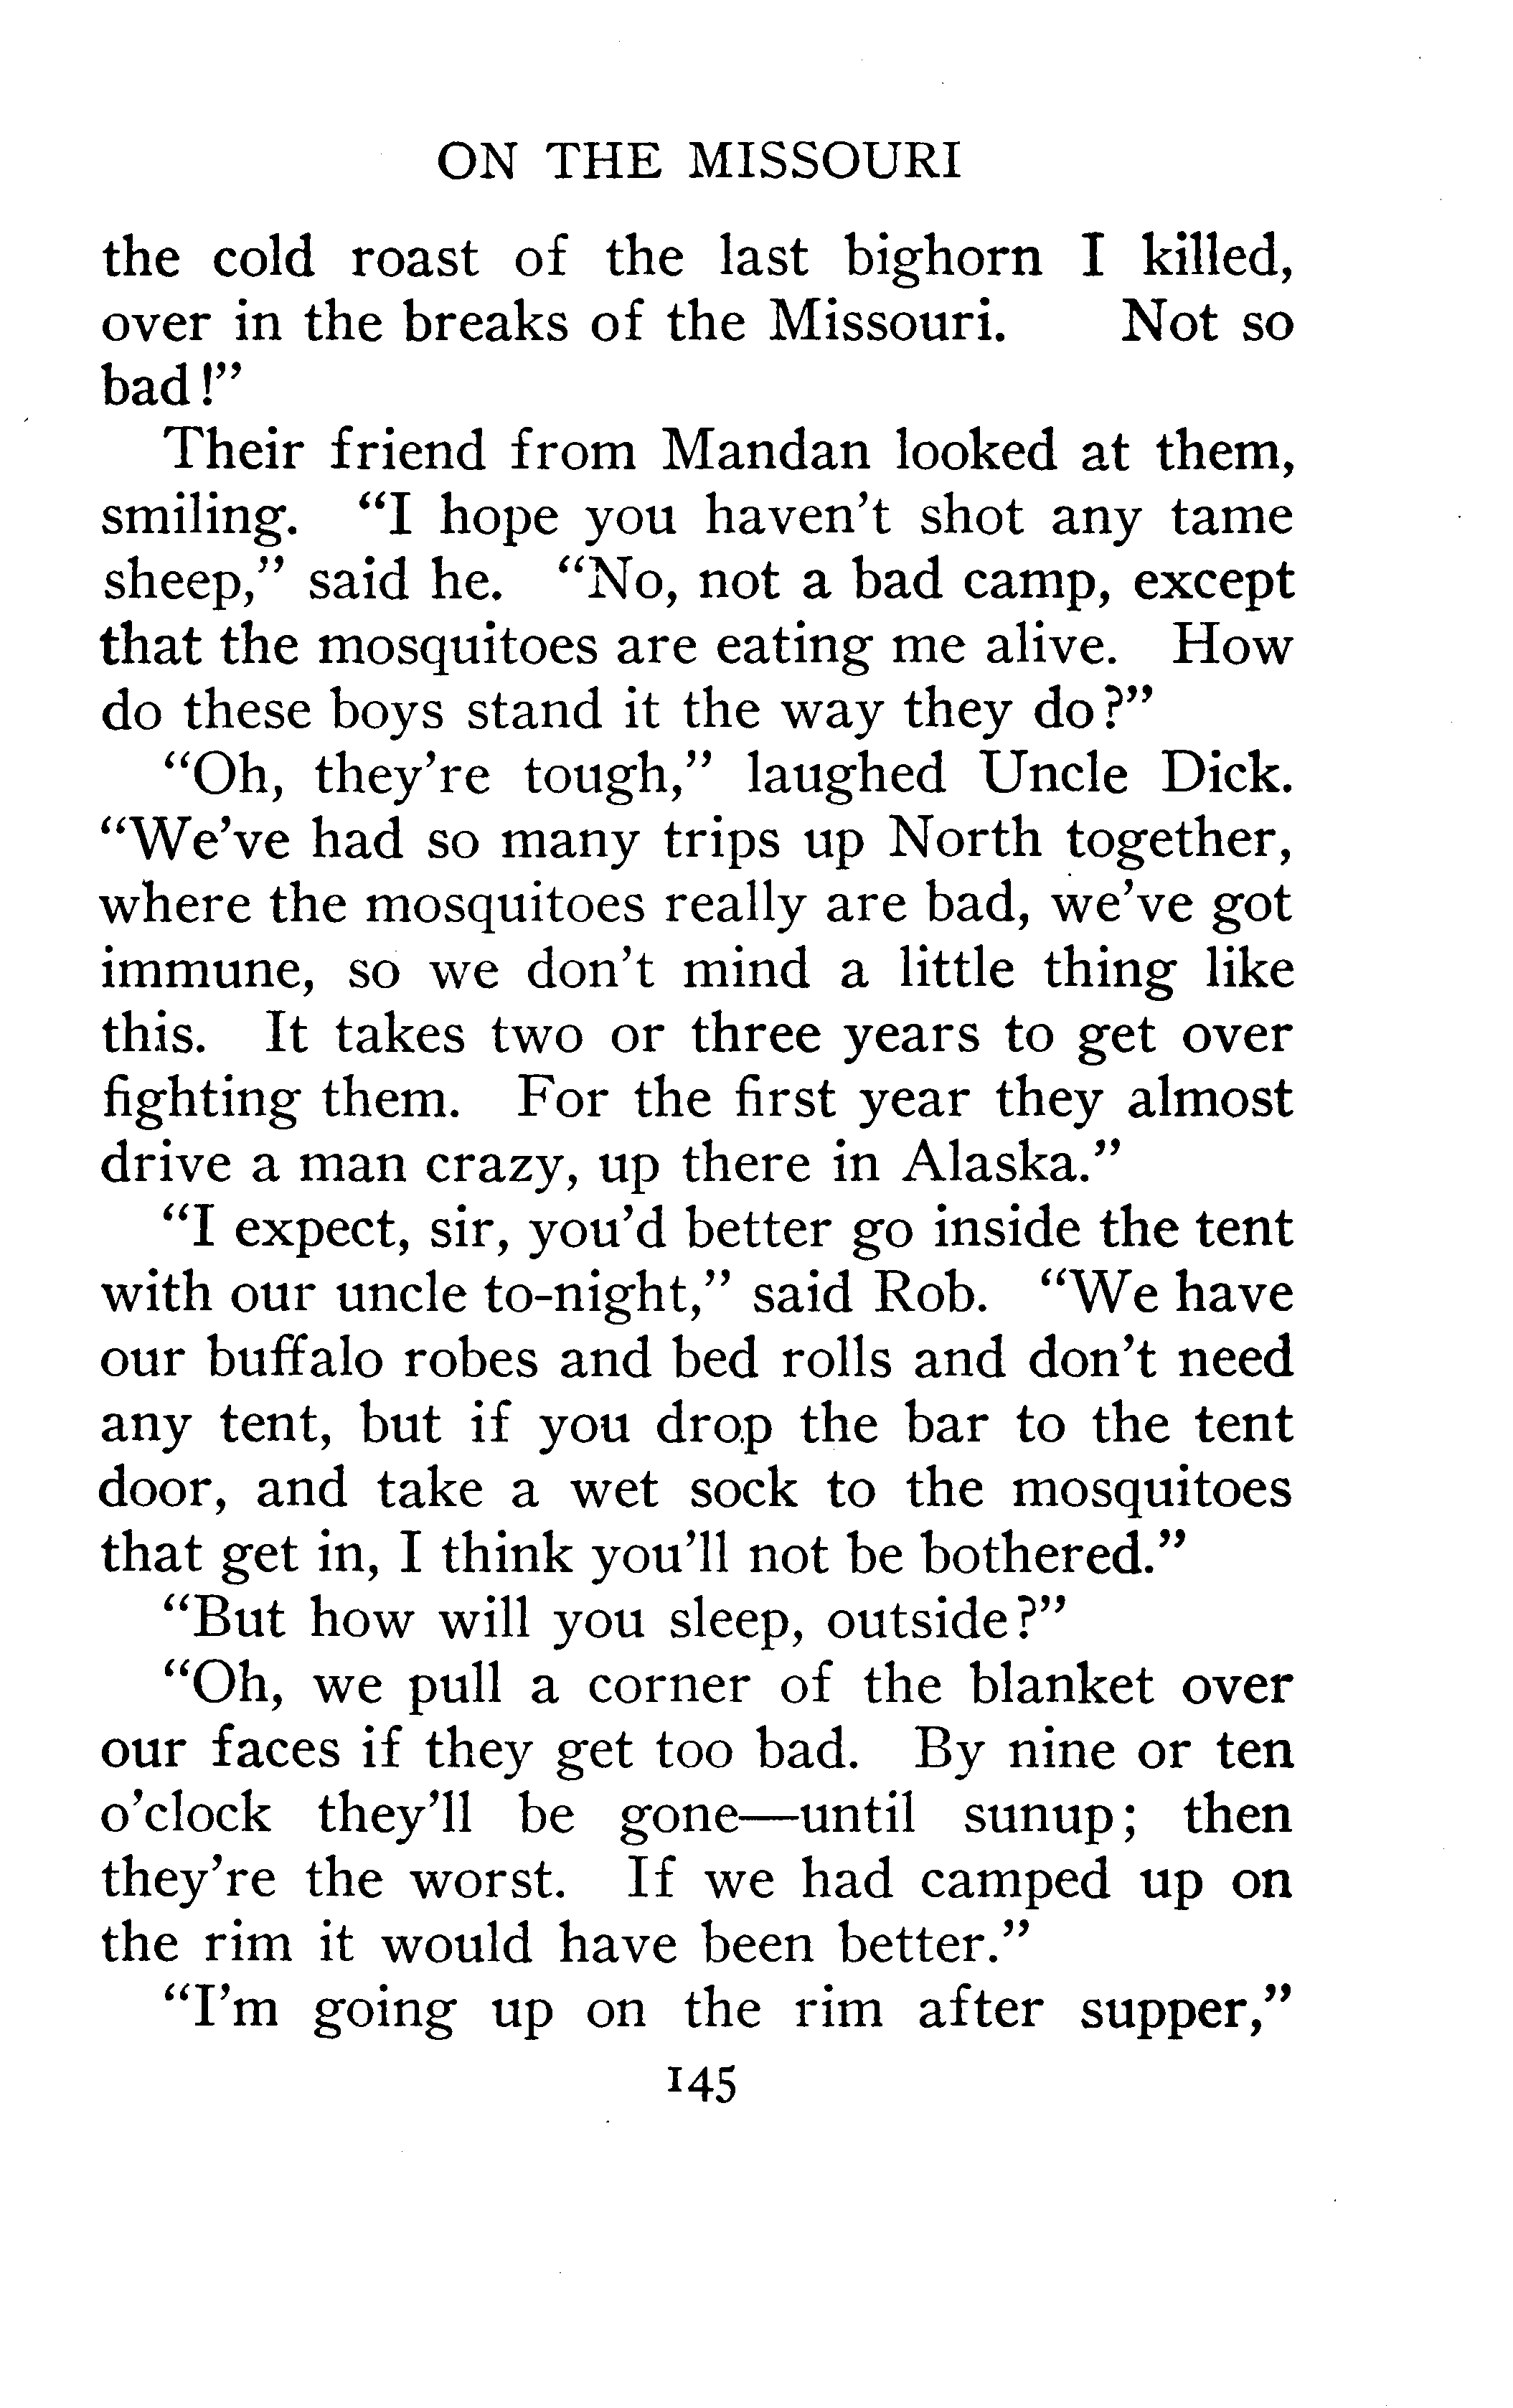 ON THE MISSOURI
the cold roast of the last bighorn I killed,
over in the breaks of the Missouri. Not so
bad!”
Their friend from Mandan looked at them,
smiling. “I hope you haven’t shot any tame
sheep,” said he. “No, not a bad camp, except
that the mosquitoes are eating me alive. How
do these boys stand it the way they do?”
“Oh, they’re tough,” laughed Uncle Dick.
“We’ve had so many trips up North together,
where the mosquitoes really are bad, we’ve got
immune, so we don’t mind a little thing like
this. It takes two or three years to get over
fighting them. For the first year they almost
drive a man crazy, up there in Alaska.”
“I expect, sir, you’d better go inside the tent
with our uncle to-night,” said Rob. “We have
our buffalo robes and bed rolls and don’t need
any tent, but if you drop the bar to the tent
door, and take a wet sock to the mosquitoes
that get in, I think you’ll not be bothered.”
“But how will you sleep, outside?”
“Oh, we pull a corner of the blanket over
our faces if they get too bad. By nine or ten
o’clock they’ll be gone—until sunup; then
they’re the worst. If we had camped up on
the rim it would have been better.”
“I’m going up on the rim after supper,”
145